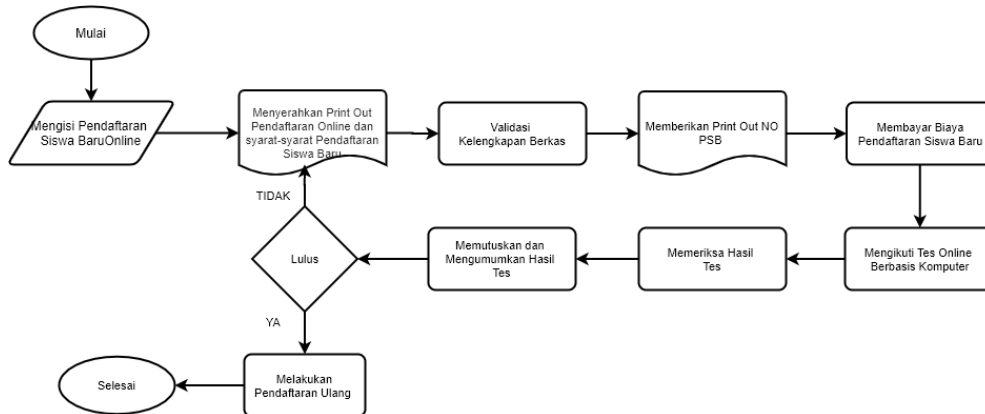 Mulai
Mengisi Pendaftaran
Siswa BaruOnline
Menyerahkan Print Out
Pendaftaran Online dan
syarat-syarat Pendaftaran
Siswa Baru
Validasi
Kelengkapan Berkas
Memberikan Print Out NO
PSB
Membayar Biaya
Pendaftaran Siswa Baru
TIDAK
Lulus
Memutuskan dan
Mengumumkan Hasil
Tes
Memeriksa Hasil
Tes
Mengikuti Tes Online
Berbasis Komputer
YA
Selesai
Melakukan
Pendaftaran Ulang